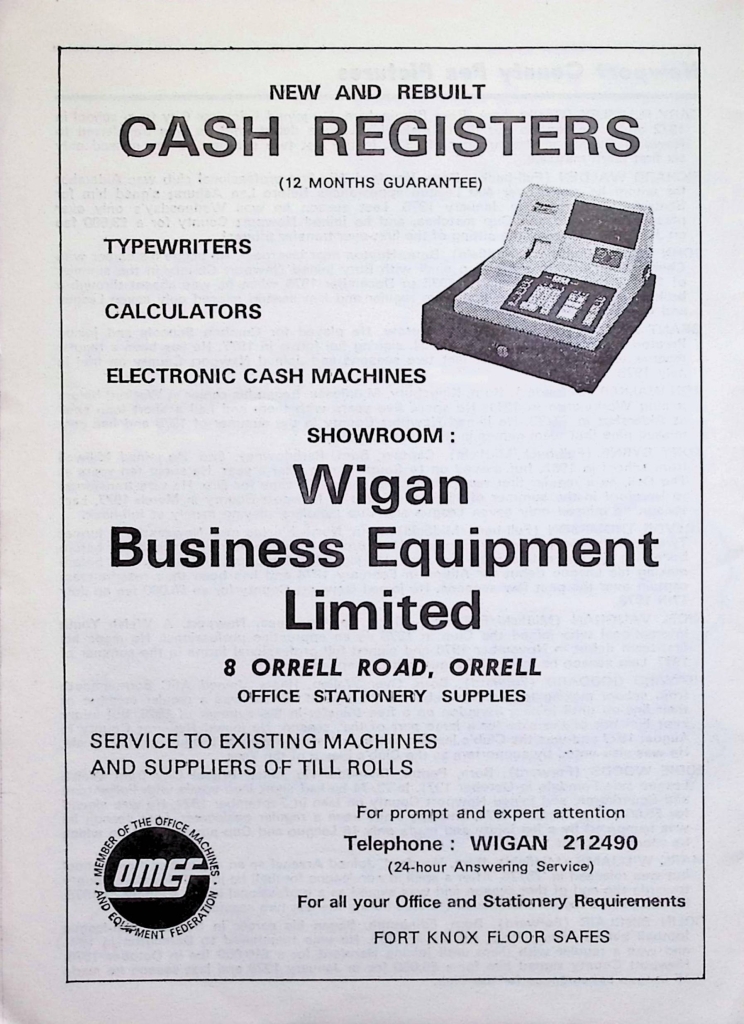 NEW AND REBUILT
CASH REGISTERS
(12 MONTHS GUARANTEE)
TYPEWRITERS
CALCULATORS
ELECTRONIC CASH MACHINES
SHOWROOM :
Wigan
Business Equipment
Limited
8 ORRELL ROAD, ORRELL
OFFICE STATIONERY SUPPLIES
SERVICE TO EXISTING MACHINES
AND SUPPLIERS OF TILL ROLLS
For prompt and expert attention
Telephone : WIGAN 212490
(24-hour Answering Service)
For all your Office and Stationery Requirements
FORT KNOX FLOOR SAFES
MEMBER OF THE OFFICE MACHINES
OMEF
AND EQUIPMENT FEDERATION